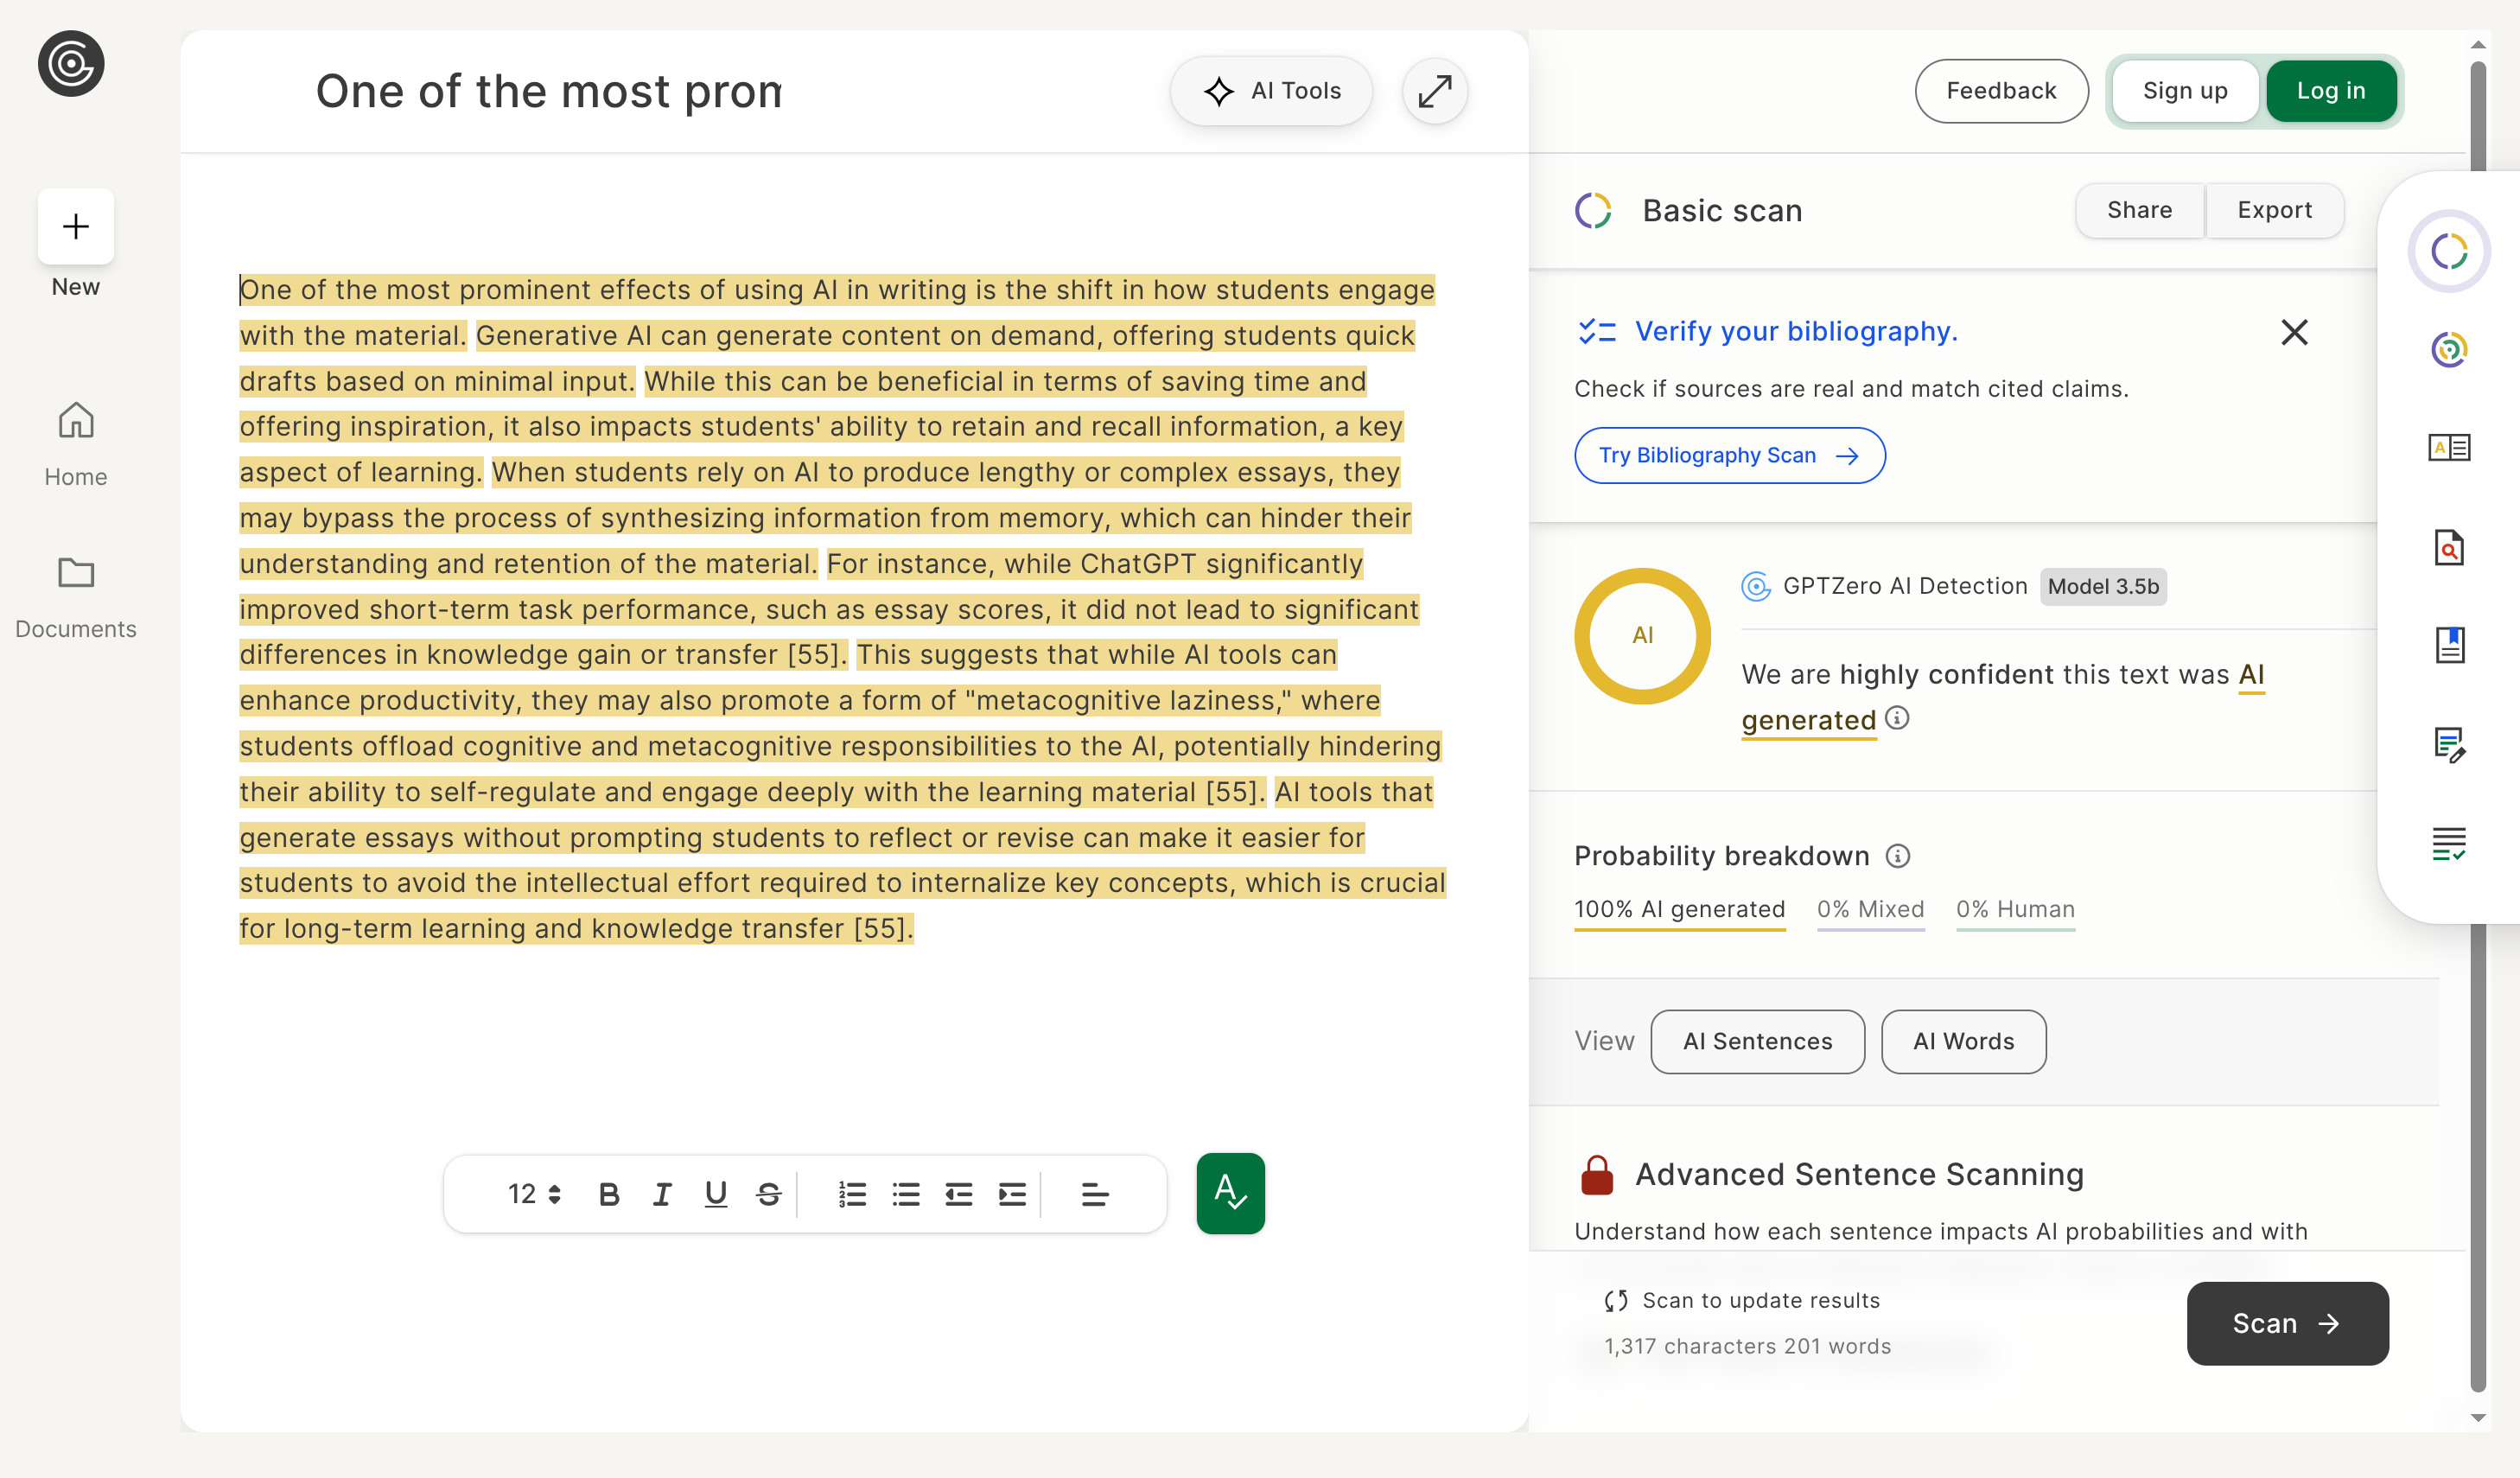 One of the most pron
AI Tools
Feedback
Sign up
Log in
New
Home
Documents
One of the most prominent effects of using AI in writing is the shift in how students engage
with the material. Generative AI can generate content on demand, offering students quick
drafts based on minimal input. While this can be beneficial in terms of saving time and
offering inspiration, it also impacts students' ability to retain and recall information, a key
aspect of learning. When students rely on AI to produce lengthy or complex essays, they
may bypass the process of synthesizing information from memory, which can hinder their
understanding and retention of the material. For instance, while ChatGPT significantly
improved short-term task performance, such as essay scores, it did not lead to significant
differences in knowledge gain or transfer [55]. This suggests that while AI tools can
enhance productivity, they may also promote a form of "metacognitive laziness," where
students offload cognitive and metacognitive responsibilities to the AI, potentially hindering
their ability to self-regulate and engage deeply with the learning material [55]. AI tools that
generate essays without prompting students to reflect or revise can make it easier for
students to avoid the intellectual effort required to internalize key concepts, which is crucial
for long-term learning and knowledge transfer [55].
12
B I U S
Basic scan
Share
Export
Verify your bibliography.
Check if sources are real and match cited claims.
Try Bibliography Scan
AI
GPTZero AI Detection Model 3.5b
We are highly confident this text was AI
generated
Probability breakdown
100% AI generated 0% Mixed 0% Human
View AI Sentences AI Words
Advanced Sentence Scanning
Understand how each sentence impacts AI probabilities and with
Scan to update results
1,317 characters 201 words
Scan